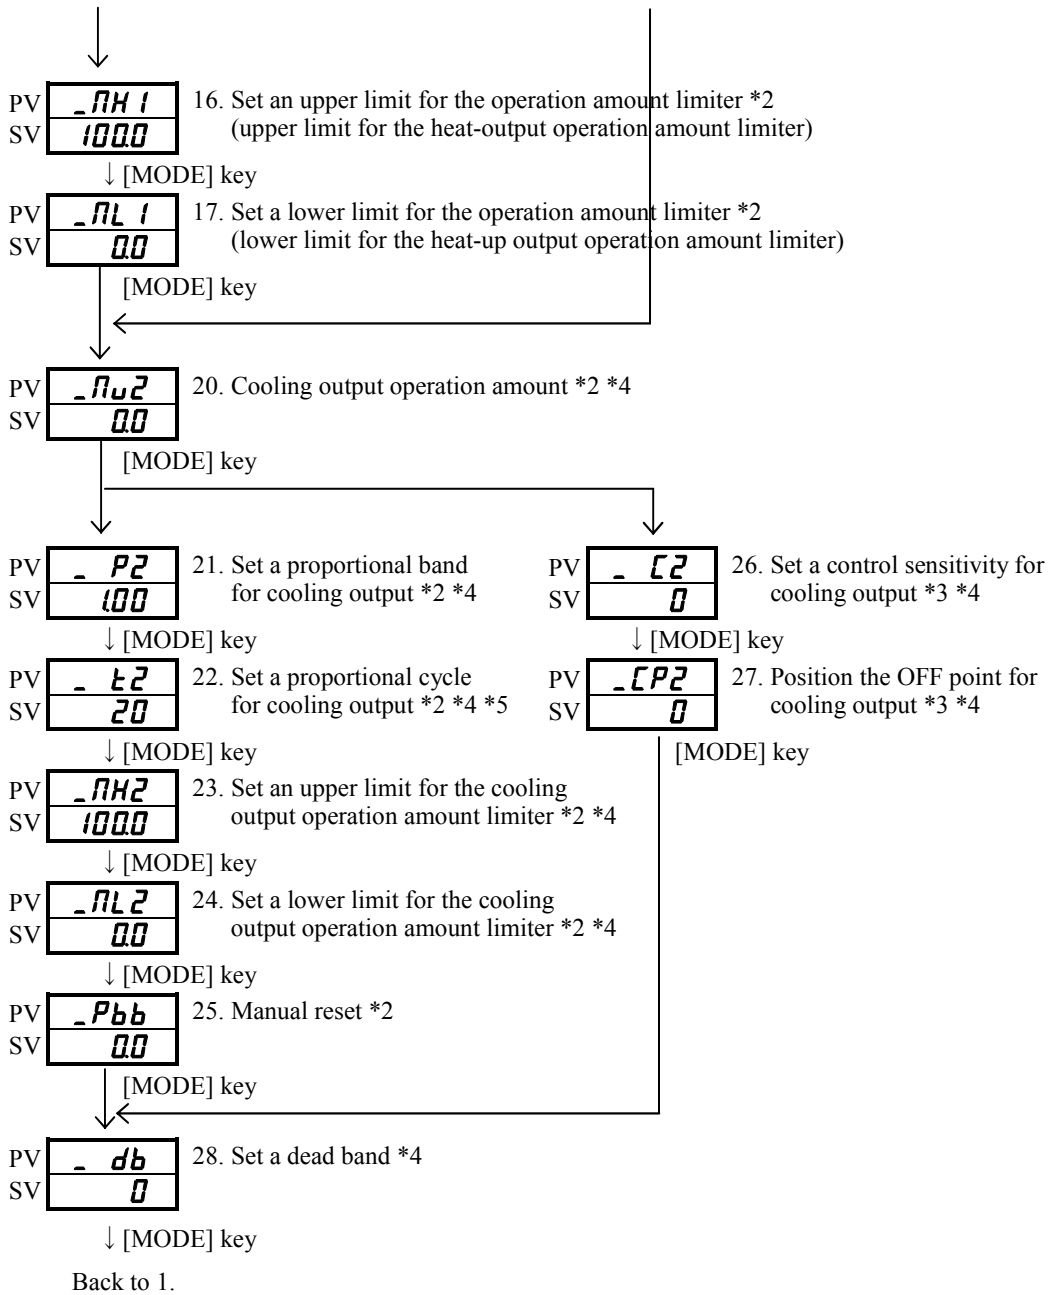 PV _ПH1 16. Set an upper limit for the operation amount limiter *2
SV 100.0 (upper limit for the heat-output operation amount limiter)
↓ [MODE] key
PV _ПL1 17. Set a lower limit for the operation amount limiter *2
SV 0.0 (lower limit for the heat-up output operation amount limiter)
[MODE] key
PV _Пu2 20. Cooling output operation amount *2 *4
SV 0.0
[MODE] key
PV _ P2 21. Set a proportional band
SV 1.00 for cooling output *2 *4
↓ [MODE] key
PV _ t2 22. Set a proportional cycle
SV 20 for cooling output *2 *4 *5
↓ [MODE] key
PV _ПH2 23. Set an upper limit for the cooling
SV 100.0 output operation amount limiter *2 *4
↓ [MODE] key
PV _ПL2 24. Set a lower limit for the cooling
SV 0.0 output operation amount limiter *2 *4
↓ [MODE] key
PV _Pbb 25. Manual reset *2
SV 0.0
[MODE] key
PV _ C2 26. Set a control sensitivity for
SV 0 cooling output *3 *4
↓ [MODE] key
PV _CP2 27. Position the OFF point for
SV 0 cooling output *3 *4
[MODE] key
PV _ db 28. Set a dead band *4
SV 0
↓ [MODE] key
Back to 1.